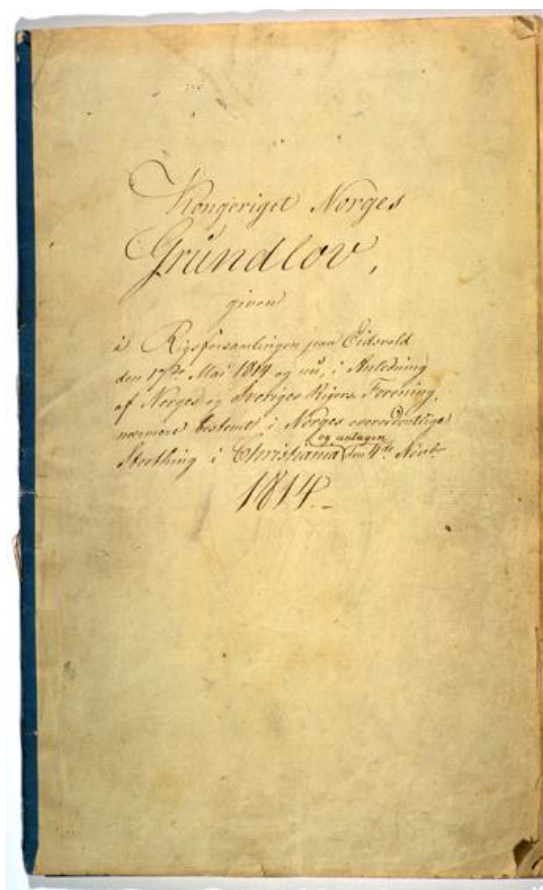 Kongeriget Norges
Grundlov,
given
i Rigsforsamlingen paa Eidsvold
den 17de Mai 1814 og nu, i Anledning
af Norges og Sveriges Rigers Forening,
nærmere bestemt i Norges overordentlige
Storthing i Christiania og antagen den 4de Novbr
1814.